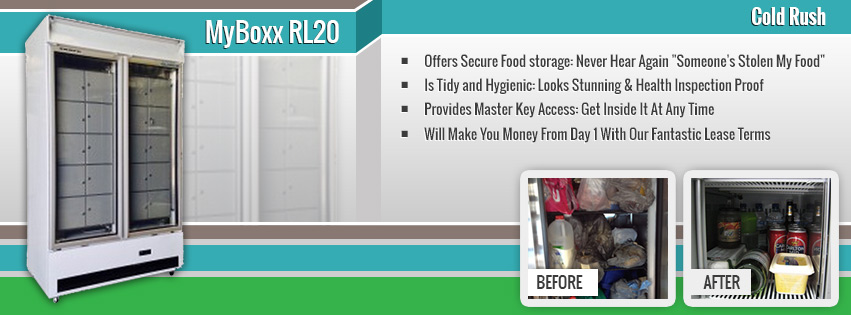 MyBoxx RL20
Cold Rush
Offers Secure Food storage: Never Hear Again "Someone's Stolen My Food"
Is Tidy and Hygienic: Looks Stunning & Health Inspection Proof
Provides Master Key Access: Get Inside It At Any Time
Will Make You Money From Day 1 With Our Fantastic Lease Terms
BEFORE
AFTER